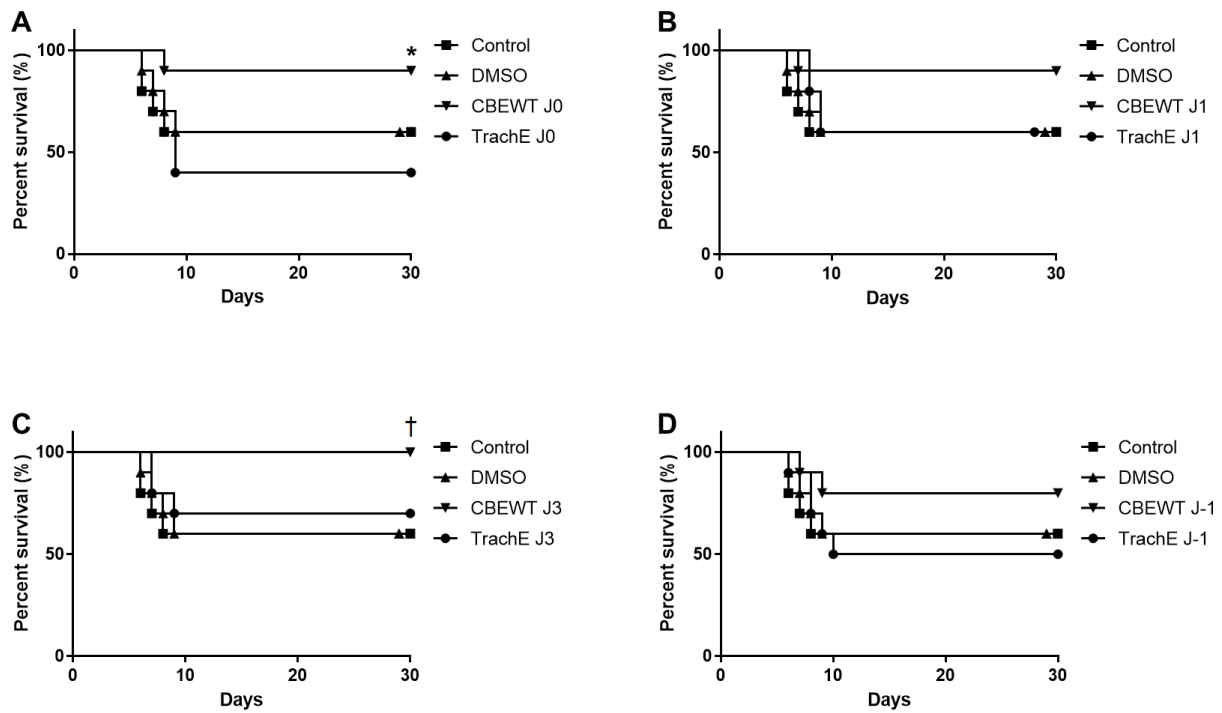 A
Percent survival (%)
100
50
0
0 10 20 30
Days
*
Control
DMSO
CBEWT J0
TrachE J0
B
Percent survival (%)
100
50
0
0 10 20 30
Days
Control
DMSO
CBEWT J1
TrachE J1
C
Percent survival (%)
100
50
0
0 10 20 30
Days
†
Control
DMSO
CBEWT J3
TrachE J3
D
Percent survival (%)
100
50
0
0 10 20 30
Days
Control
DMSO
CBEWT J-1
TrachE J-1